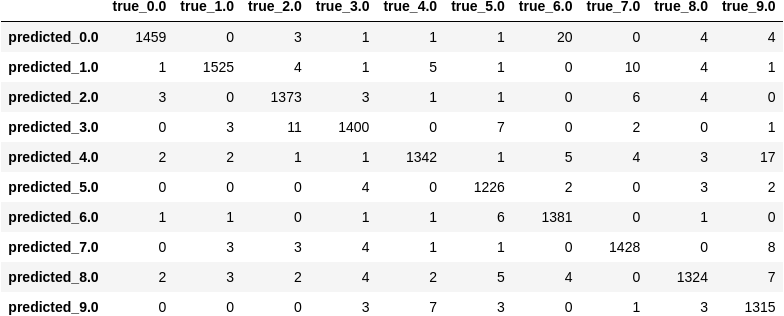 true_0.0 true_1.0 true_2.0 true_3.0 true_4.0 true_5.0 true_6.0 true_7.0 true_8.0 true_9.0
predicted_0.0 1459 0 3 1 1 1 20 0 4 4
predicted_1.0 1 1525 4 1 5 1 0 10 4 1
predicted_2.0 3 0 1373 3 1 1 0 6 4 0
predicted_3.0 0 3 11 1400 0 7 0 2 0 1
predicted_4.0 2 2 1 1 1342 1 5 4 3 17
predicted_5.0 0 0 0 4 0 1226 2 0 3 2
predicted_6.0 1 1 0 1 1 6 1381 0 1 0
predicted_7.0 0 3 3 4 1 1 0 1428 0 8
predicted_8.0 2 3 2 4 2 5 4 0 1324 7
predicted_9.0 0 0 0 3 7 3 0 1 3 1315